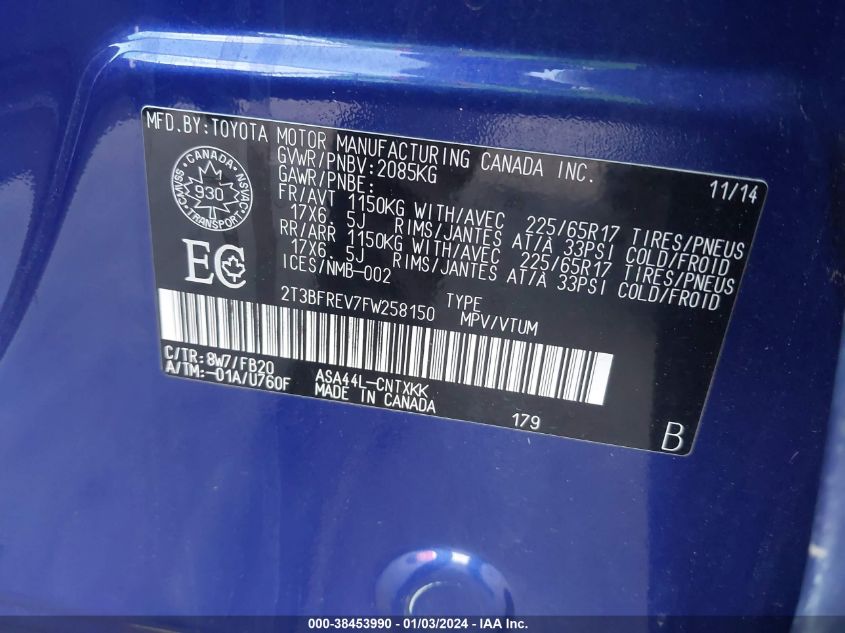 MFD.BY:TOYOTA MOTOR MANUFACTURING CANADA INC.
11/14
GVWR/PNBV:2085KG
GAWR/PNBE:
FR/AVT 1150KG WITH/AVEC 225/65R17 TIRES/PNEUS
17X6.5J RIMS/JANTES AT/À 33PSI COLD/FROID
RR/ARR 1150KG WITH/AVEC 225/65R17 TIRES/PNEUS
17X6.5J RIMS/JANTES AT/À 33PSI COLD/FROID
ICES/NMB-002
CANADA
CMVSS
930
NSVAC
TRANSPORT
EC
2T3BFREV7FW258150 TYPE
MPV/VTUM
C/TR:8W7/FB20
A/TM:-01A/U760F
ASA44L-CNTXKK
MADE IN CANADA
179
B
000-38453990 - 01/03/2024 - IAA Inc.